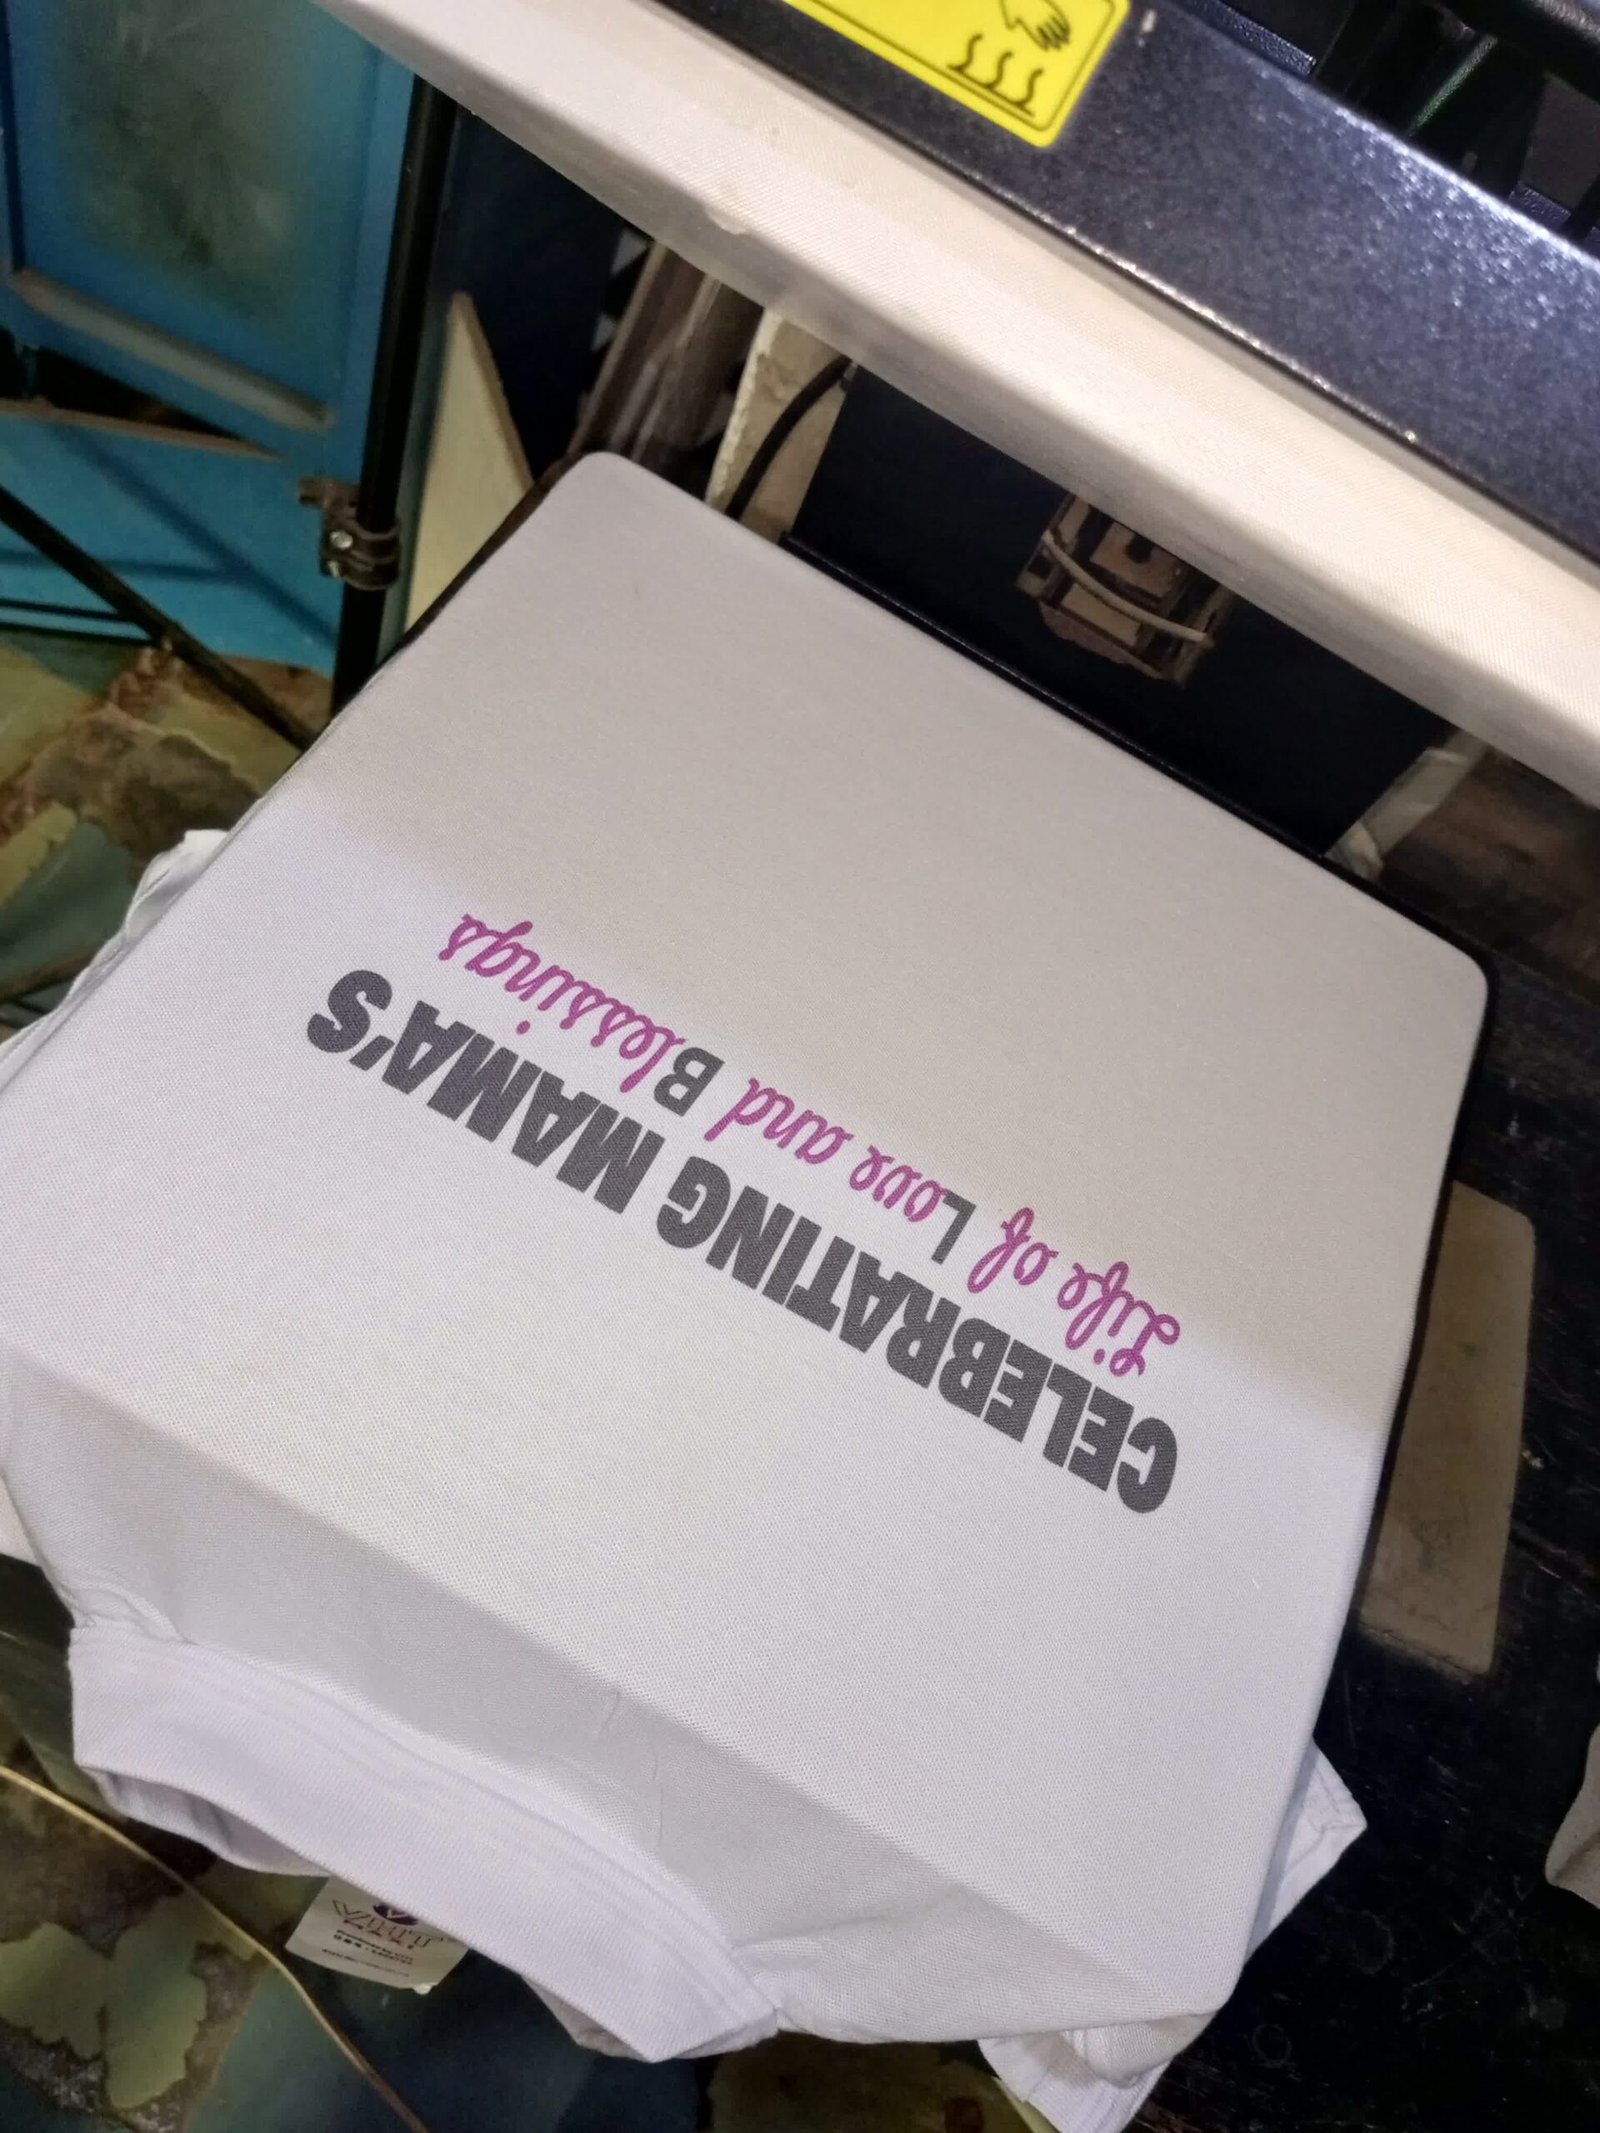 CELEBRATING MAMA'S
Life of Love and Blessings